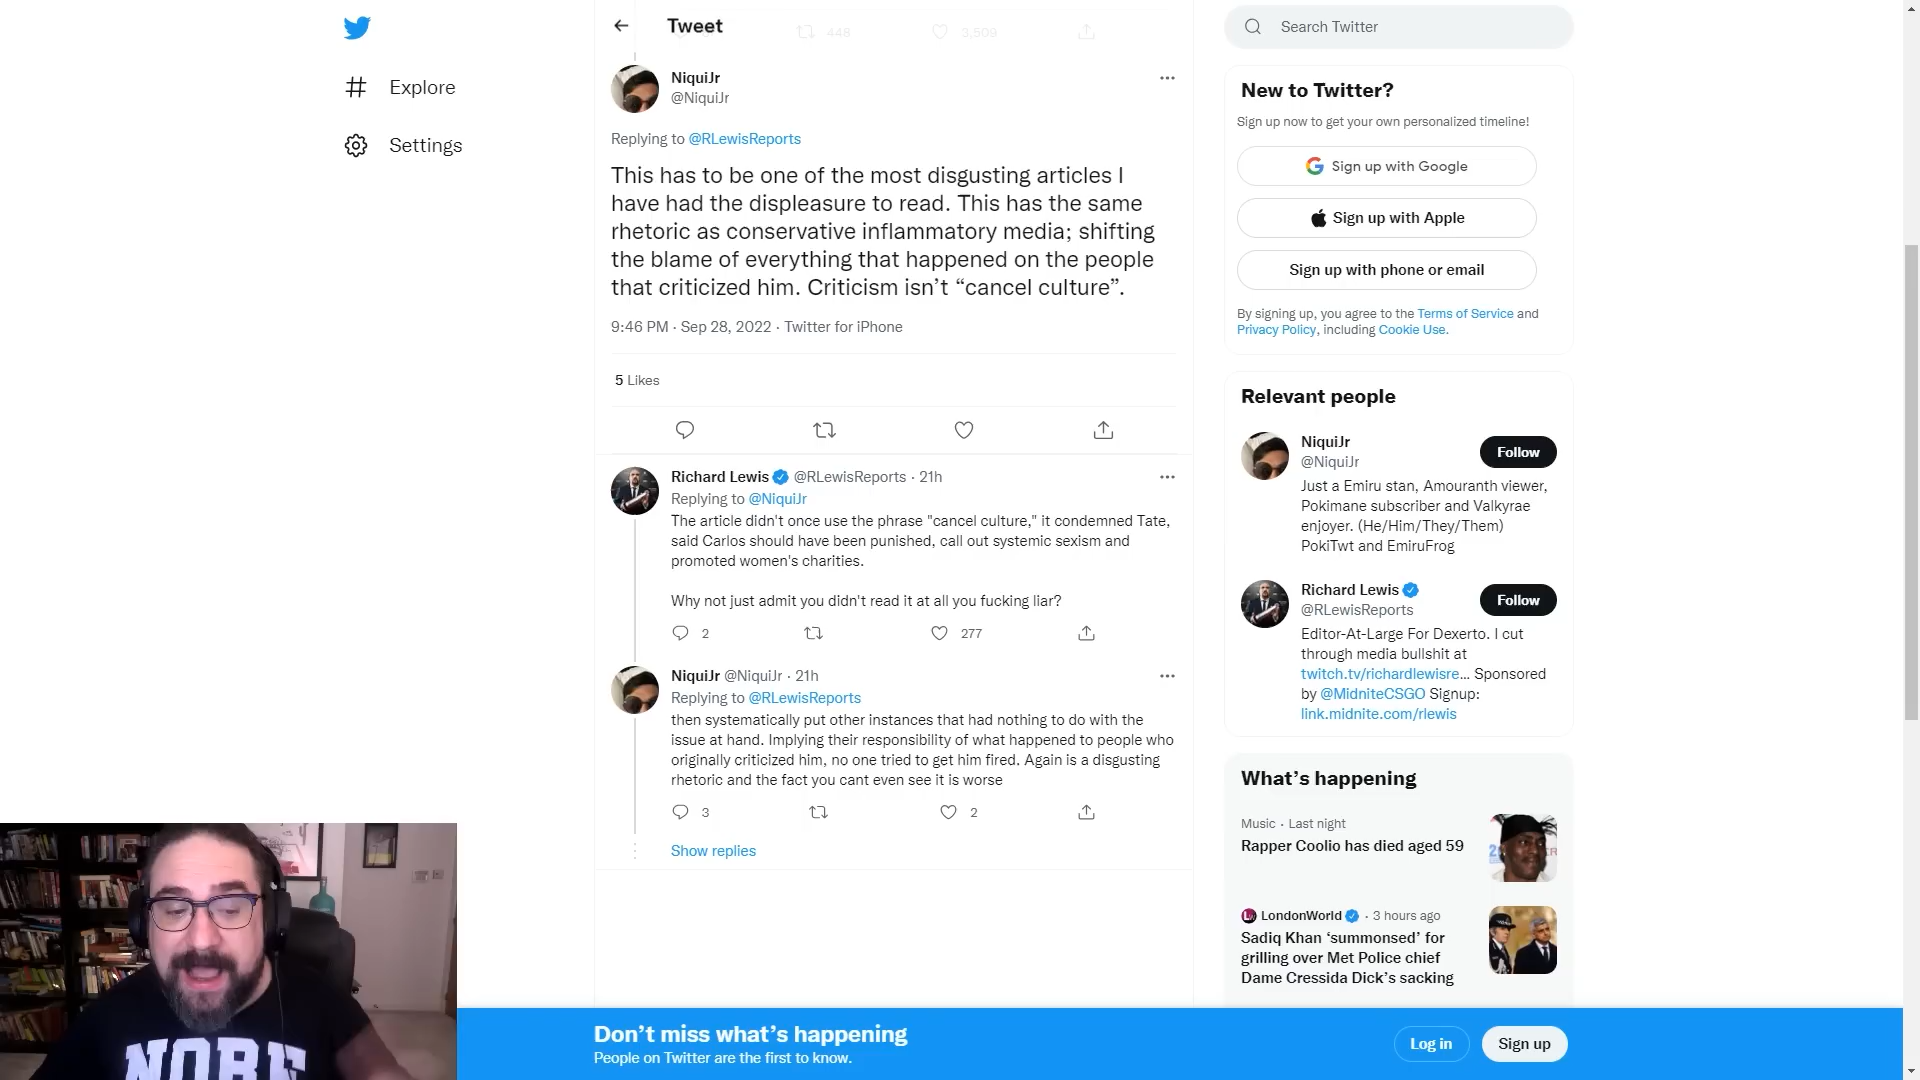 Explore
Settings
Tweet
448
3,509
NiquiJr
@NiquiJr
Replying to @RLewisReports
This has to be one of the most disgusting articles I
have had the displeasure to read. This has the same
rhetoric as conservative inflammatory media; shifting
the blame of everything that happened on the people
that criticized him. Criticism isn’t “cancel culture”.
9:46 PM · Sep 28, 2022 · Twitter for iPhone
5 Likes
Richard Lewis @RLewisReports · 21h
Replying to @NiquiJr
The article didn't once use the phrase "cancel culture," it condemned Tate,
said Carlos should have been punished, call out systemic sexism and
promoted women's charities.
Why not just admit you didn't read it at all you fucking liar?
2
277
NiquiJr @NiquiJr · 21h
Replying to @RLewisReports
then systematically put other instances that had nothing to do with the
issue at hand. Implying their responsibility of what happened to people who
originally criticized him, no one tried to get him fired. Again is a disgusting
rhetoric and the fact you cant even see it is worse
3
2
Show replies
Search Twitter
New to Twitter?
Sign up now to get your own personalized timeline!
Sign up with Google
Sign up with Apple
Sign up with phone or email
By signing up, you agree to the Terms of Service and
Privacy Policy, including Cookie Use.
Relevant people
NiquiJr
@NiquiJr
Follow
Just a Emiru stan, Amouranth viewer,
Pokimane subscriber and Valkyrae
enjoyer. (He/Him/They/Them)
PokiTwt and EmiruFrog
Richard Lewis
@RLewisReports
Follow
Editor-At-Large For Dexerto. I cut
through media bullshit at
twitch.tv/richardlewisre… Sponsored
by @MidniteCSGO Signup:
link.midnite.com/rlewis
What’s happening
Music · Last night
Rapper Coolio has died aged 59
LondonWorld · 3 hours ago
Sadiq Khan ‘summonsed’ for
grilling over Met Police chief
Dame Cressida Dick’s sacking
Don’t miss what’s happening
People on Twitter are the first to know.
Log in
Sign up